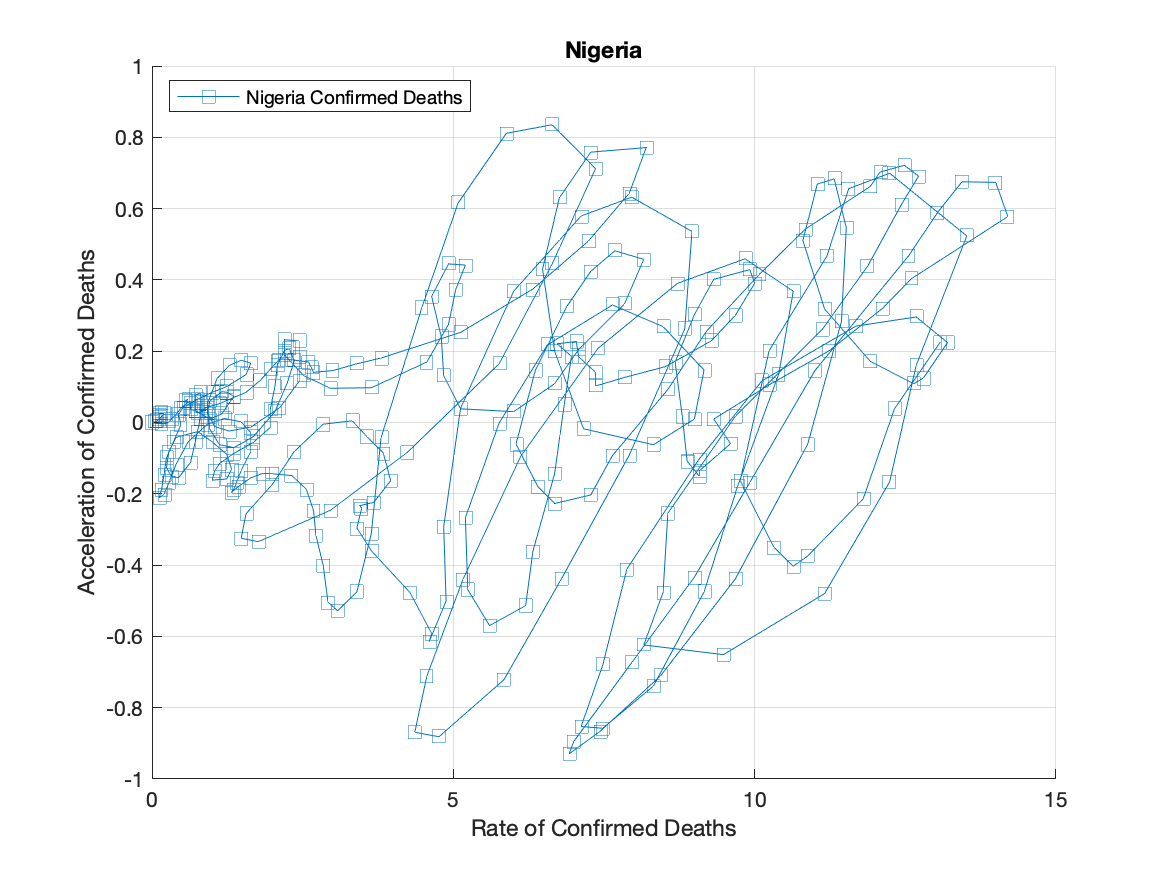 Nigeria
Nigeria Confirmed Deaths
1
0.8
0.6
0.4
0.2
0
-0.2
-0.4
-0.6
-0.8
-1
0 5 10 15
Acceleration of Confirmed Deaths
Rate of Confirmed Deaths